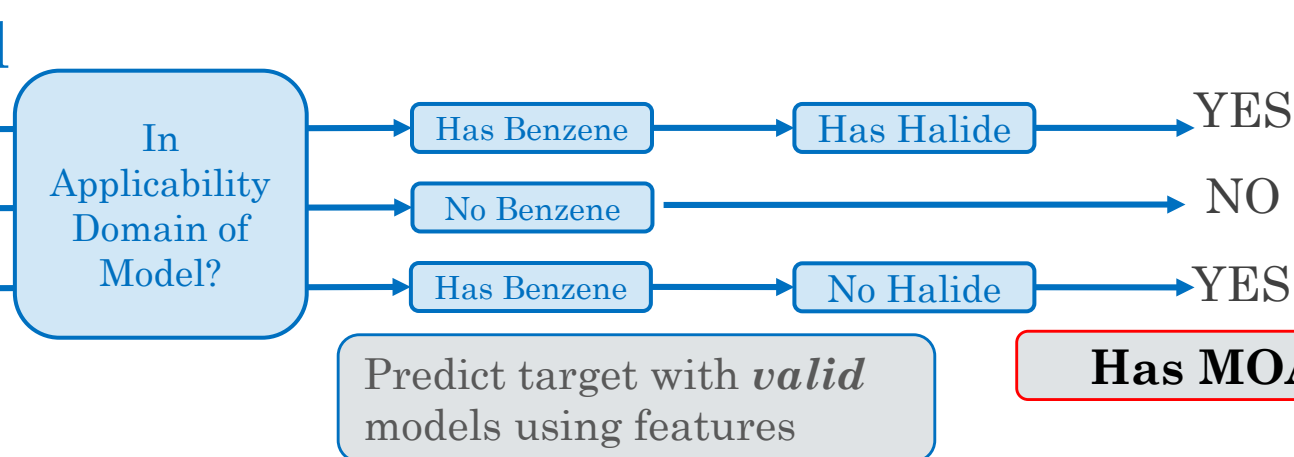 In
Applicability
Domain of
Model?
Has Benzene
Has Halide
YES
No Benzene
NO
Has Benzene
No Halide
YES
Predict target with valid
models using features
Has